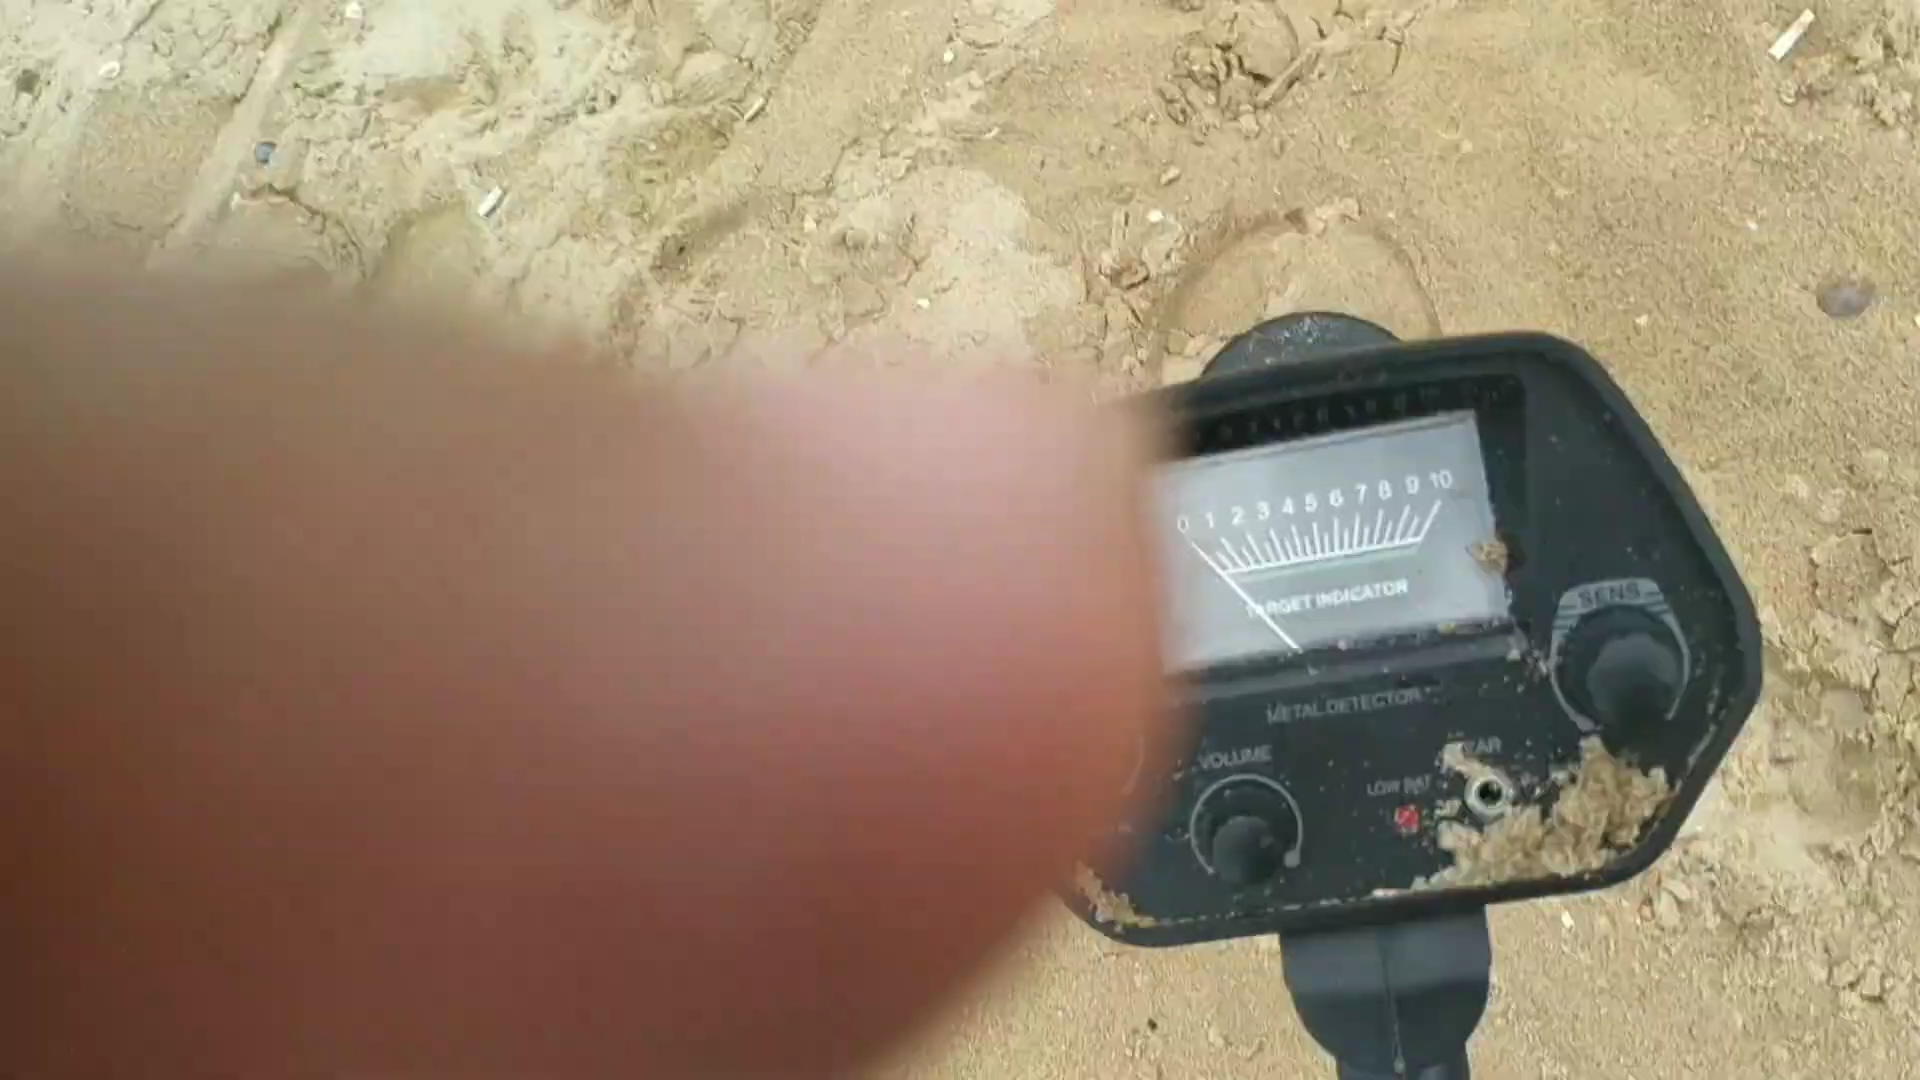 0 1 2 3 4 5 6 7 8 9 10
TARGET INDICATOR
SENS
METAL DETECTOR
VOLUME
LOW BAT